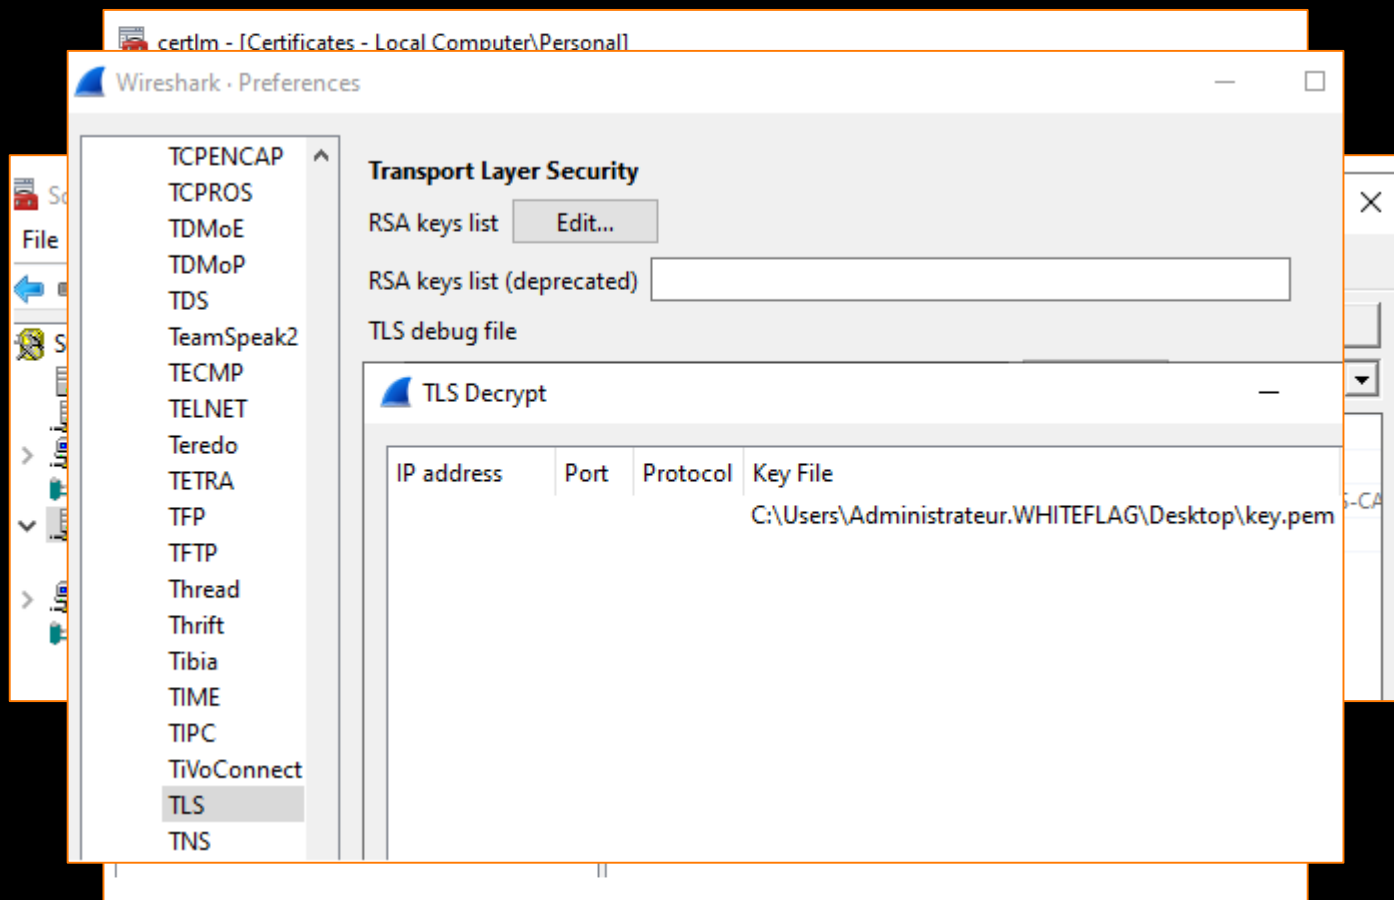 certlm - [Certificates - Local Computer\Personal]
Wireshark · Preferences
File
TCPENCAP
TCPROS
TDMoE
TDMoP
TDS
TeamSpeak2
TECMP
TELNET
Teredo
TETRA
TFP
TFTP
Thread
Thrift
Tibia
TIME
TIPC
TiVoConnect
TLS
TNS
Transport Layer Security
RSA keys list Edit...
RSA keys list (deprecated)
TLS debug file
TLS Decrypt
IP address Port Protocol Key File
C:\Users\Administrateur.WHITEFLAG\Desktop\key.pem